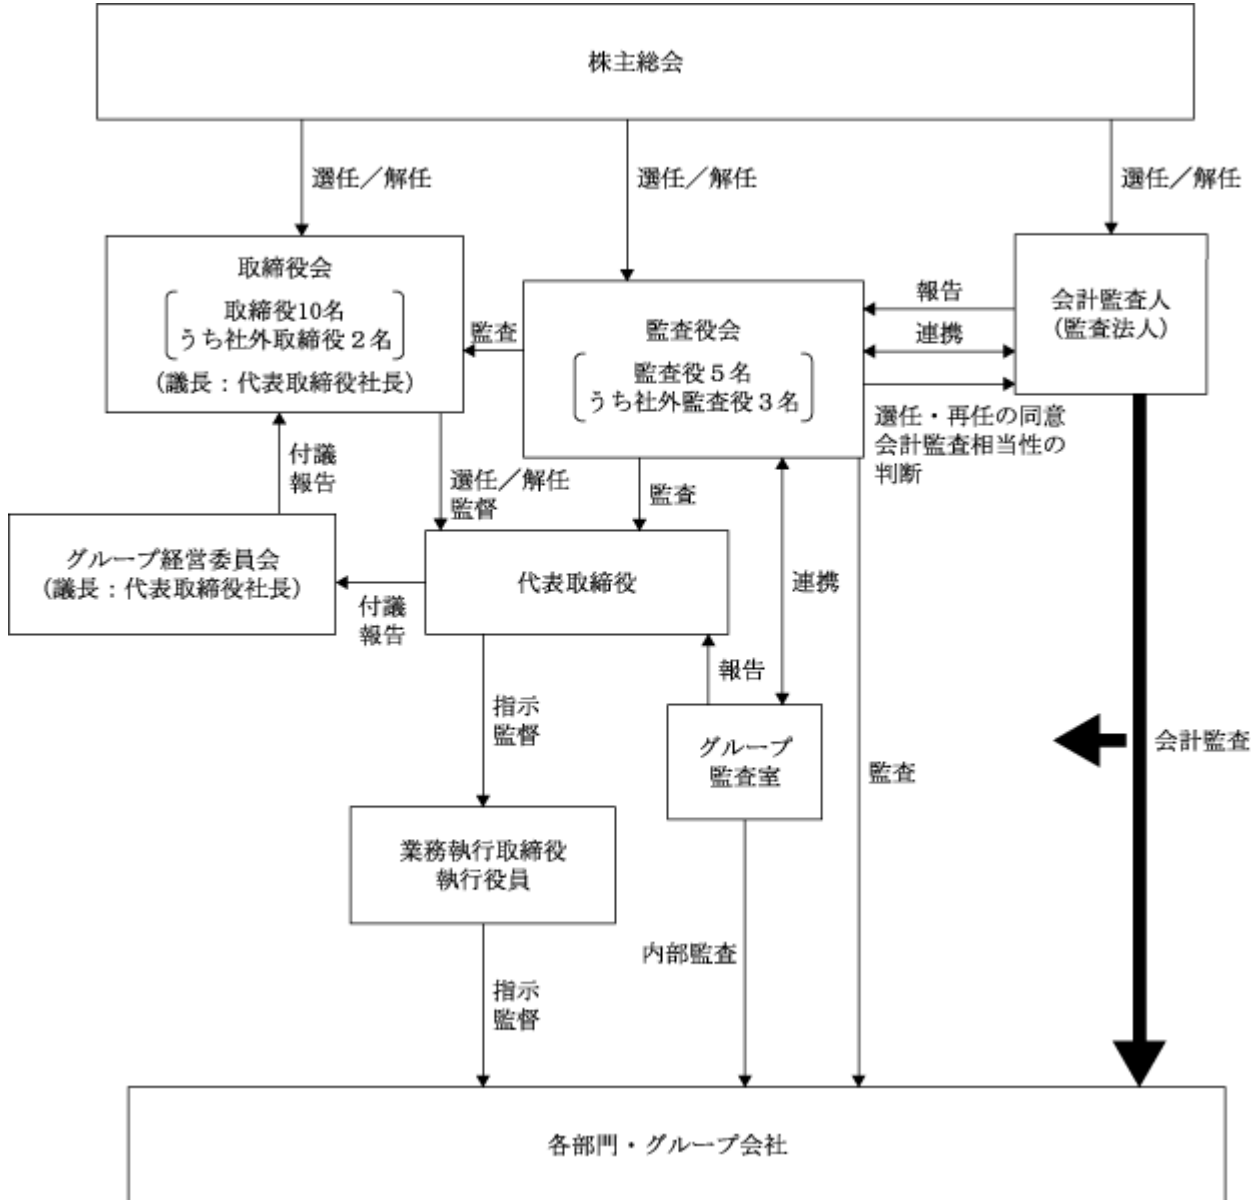 株主総会
選任／解任
選任／解任
選任／解任
取締役会
取締役10名
うち社外取締役２名
（議長：代表取締役社長）
監査
監査役会
監査役５名
うち社外監査役３名
報告
連携
会計監査人
（監査法人）
選任・再任の同意
会計監査相当性の
判断
付議
報告
選任／解任
監督
監査
グループ経営委員会
（議長：代表取締役社長）
付議
報告
代表取締役
連携
報告
指示
監督
グループ
監査室
監査
会計監査
業務執行取締役
執行役員
内部監査
指示
監督
各部門・グループ会社